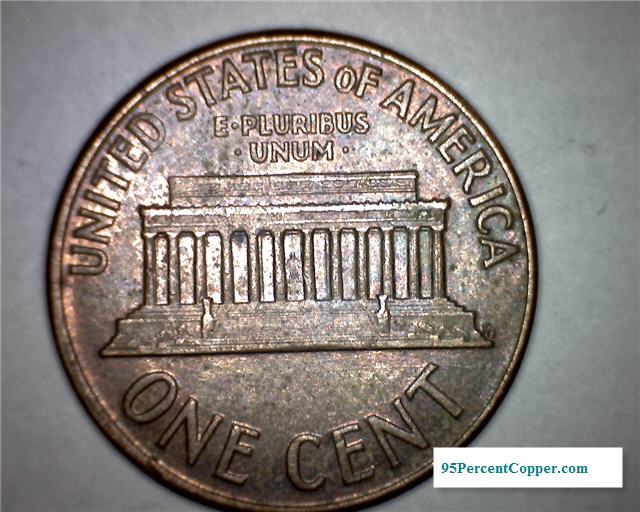 UNITED STATES oF AMERICA
E·PLURIBUS
·UNUM·
ONE CENT
95PercentCopper.com